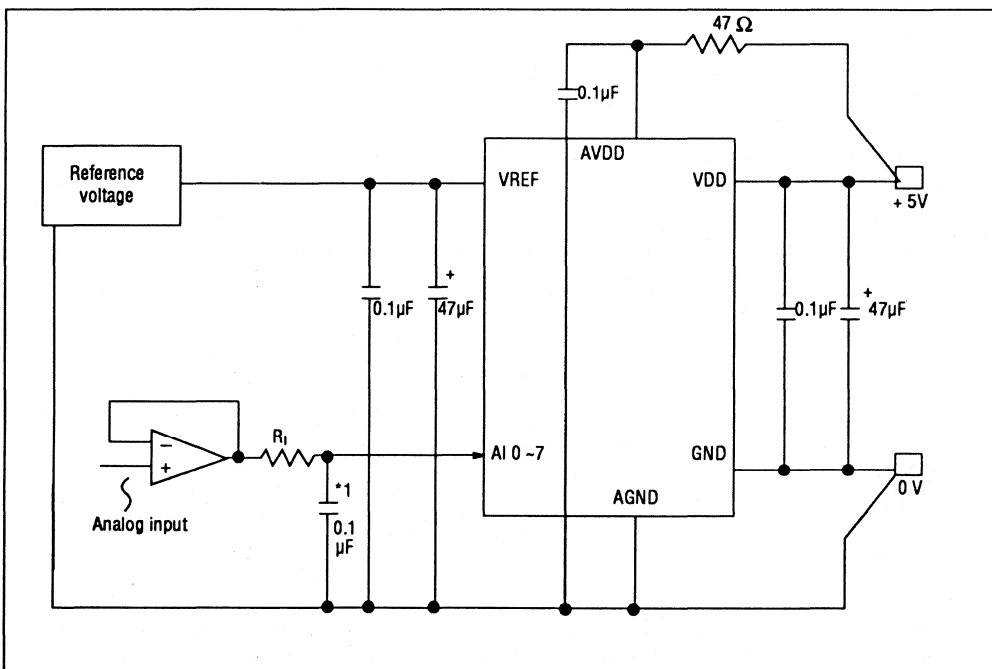 47 Ω
0.1µF
AVDD
Reference
voltage
VREF
VDD
+ 5V
+
0.1µF
47µF
0.1µF
+
47µF
RI
AI 0 ~7
GND
−
+
*1
0 V
AGND
Analog input
0.1
µF